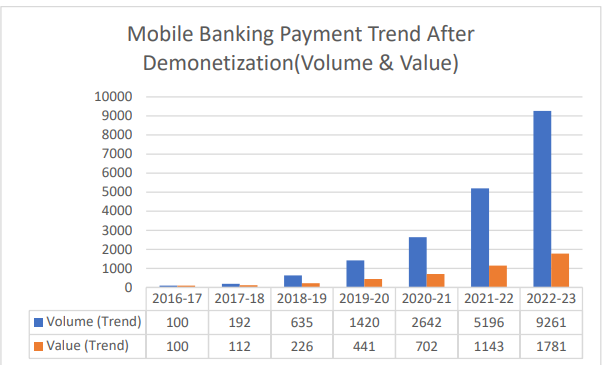 Mobile Banking Payment Trend After
Demonetization(Volume & Value)
10000
9000
8000
7000
6000
5000
4000
3000
2000
1000
0
2016-17 2017-18 2018-19 2019-20 2020-21 2021-22 2022-23
Volume (Trend) 100 192 635 1420 2642 5196 9261
Value (Trend) 100 112 226 441 702 1143 1781